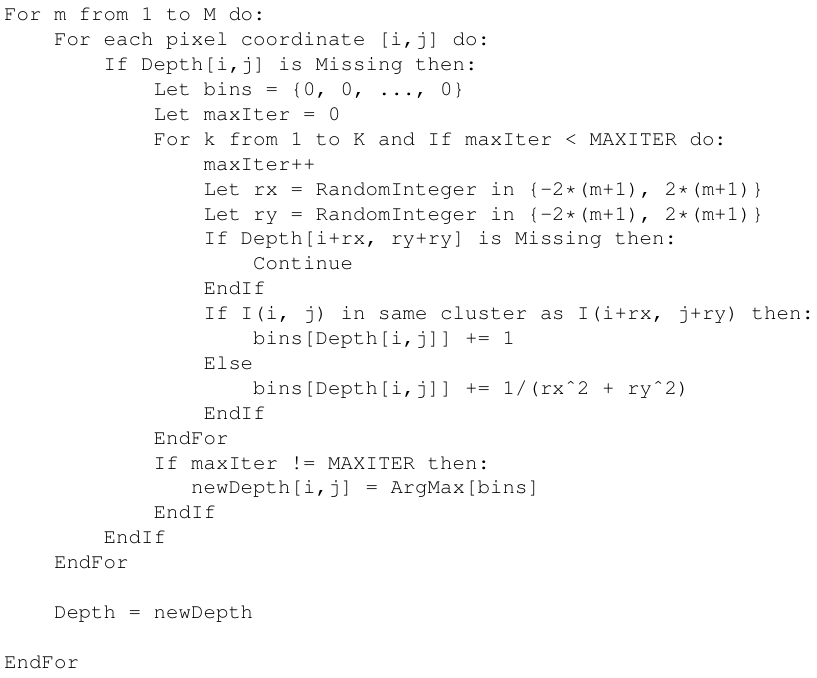 For m from 1 to M do:
    For each pixel coordinate [i,j] do:
        If Depth[i,j] is Missing then:
            Let bins = {0, 0, ..., 0}
            Let maxIter = 0
            For k from 1 to K and If maxIter < MAXITER do:
                maxIter++
                Let rx = RandomInteger in {-2*(m+1), 2*(m+1)}
                Let ry = RandomInteger in {-2*(m+1), 2*(m+1)}
                If Depth[i+rx, ry+ry] is Missing then:
                    Continue
                EndIf
                If I(i, j) in same cluster as I(i+rx, j+ry) then:
                    bins[Depth[i,j]] += 1
                Else
                    bins[Depth[i,j]] += 1/(rx^2 + ry^2)
                EndIf
            EndFor
            If maxIter != MAXITER then:
               newDepth[i,j] = ArgMax[bins]
            EndIf
        EndIf
    EndFor

    Depth = newDepth

EndFor